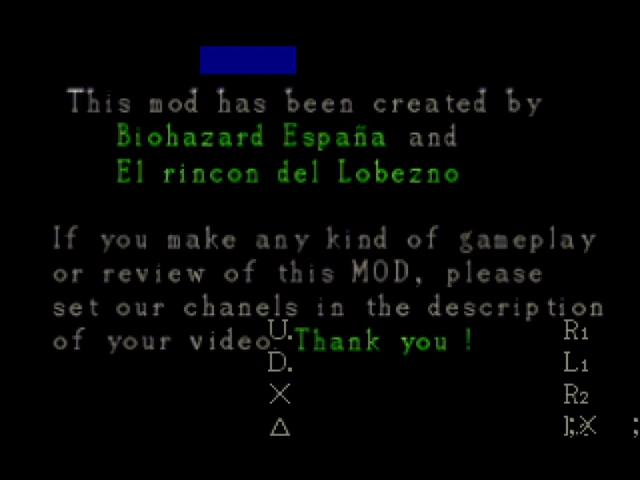 This mod has been created by
Biohazard España and
El rincon del Lobezno
If you make any kind of gameplay
or review of this MOD, please
set our chanels in the description
of your video. Thank you !
U. R1
D. L1
X R2
△